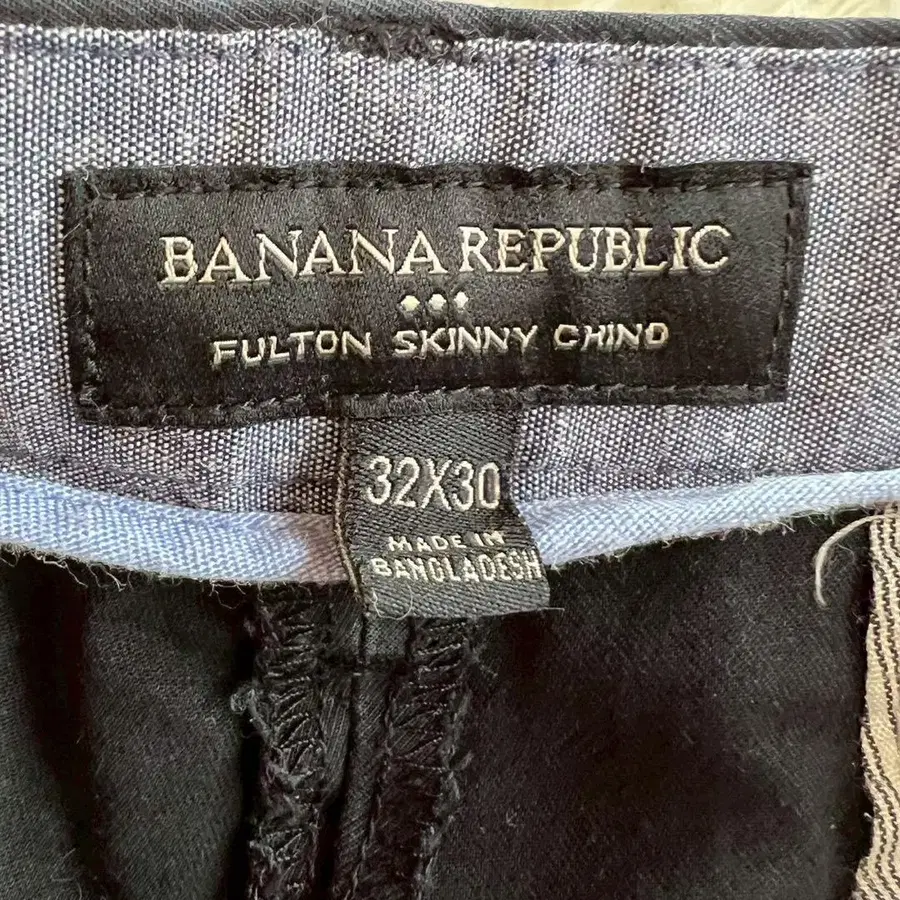 BANANA REPUBLIC
FULTON SKINNY CHINO
32X30
MADE IN
BANGLADESH